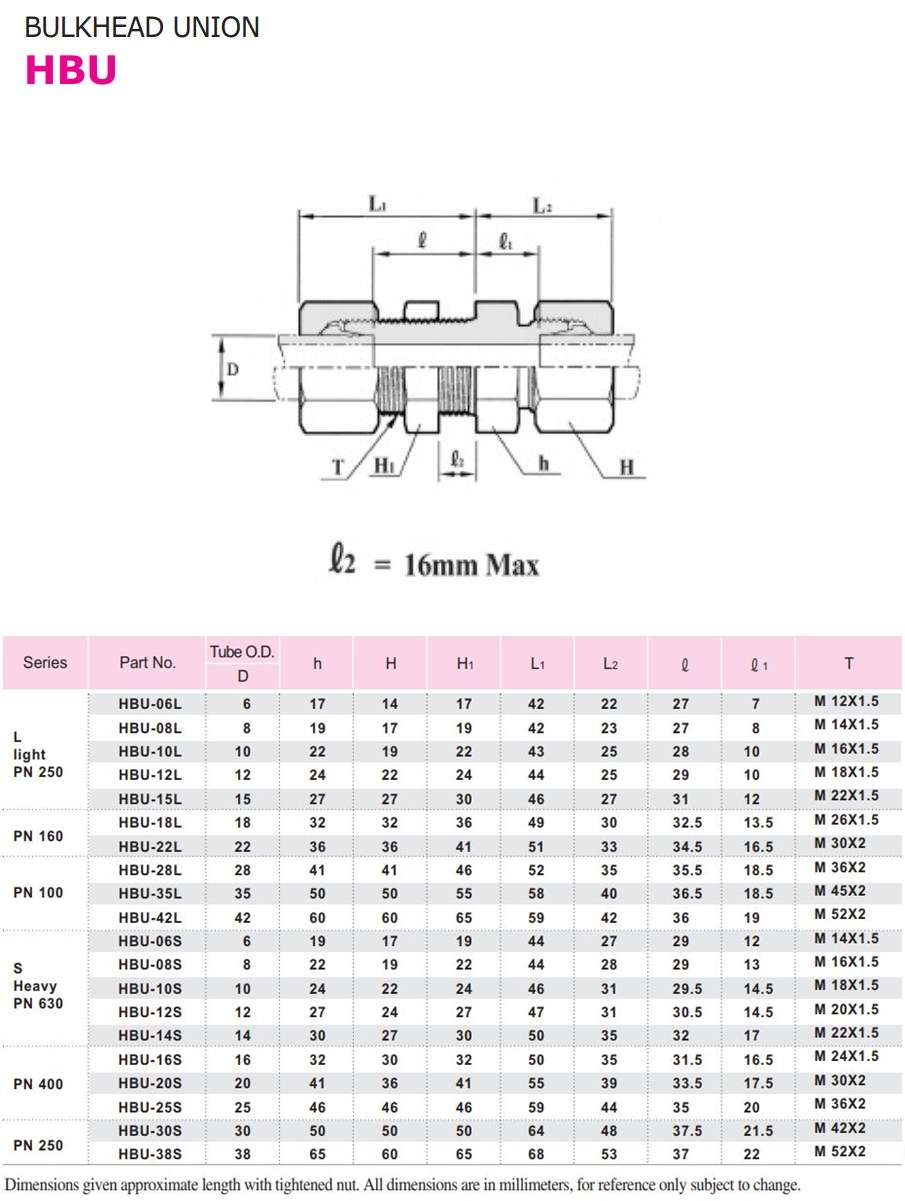 BULKHEAD UNION
HBU
L1 L2
ℓ ℓ1
D
T H1 ℓ2 h H
ℓ2 = 16mm Max
Series Part No. Tube O.D. D h H H1 L1 L2 ℓ ℓ1 T
L light PN 250
HBU-06L 6 17 14 17 42 22 27 7 M 12X1.5
HBU-08L 8 19 17 19 42 23 27 8 M 14X1.5
HBU-10L 10 22 19 22 43 25 28 10 M 16X1.5
HBU-12L 12 24 22 24 44 25 29 10 M 18X1.5
HBU-15L 15 27 27 30 46 27 31 12 M 22X1.5
PN 160
HBU-18L 18 32 32 36 49 30 32.5 13.5 M 26X1.5
HBU-22L 22 36 36 41 51 33 34.5 16.5 M 30X2
PN 100
HBU-28L 28 41 41 46 52 35 35.5 18.5 M 36X2
HBU-35L 35 50 50 55 58 40 36.5 18.5 M 45X2
HBU-42L 42 60 60 65 59 42 36 19 M 52X2
S Heavy PN 630
HBU-06S 6 19 17 19 44 27 29 12 M 14X1.5
HBU-08S 8 22 19 22 44 28 29 13 M 16X1.5
HBU-10S 10 24 22 24 46 31 29.5 14.5 M 18X1.5
HBU-12S 12 27 24 27 47 31 30.5 14.5 M 20X1.5
HBU-14S 14 30 27 30 50 35 32 17 M 22X1.5
PN 400
HBU-16S 16 32 30 32 50 35 31.5 16.5 M 24X1.5
HBU-20S 20 41 36 41 55 39 33.5 17.5 M 30X2
HBU-25S 25 46 46 46 59 44 35 20 M 36X2
PN 250
HBU-30S 30 50 50 50 64 48 37.5 21.5 M 42X2
HBU-38S 38 65 60 65 68 53 37 22 M 52X2
Dimensions given approximate length with tightened nut. All dimensions are in millimeters, for reference only subject to change.